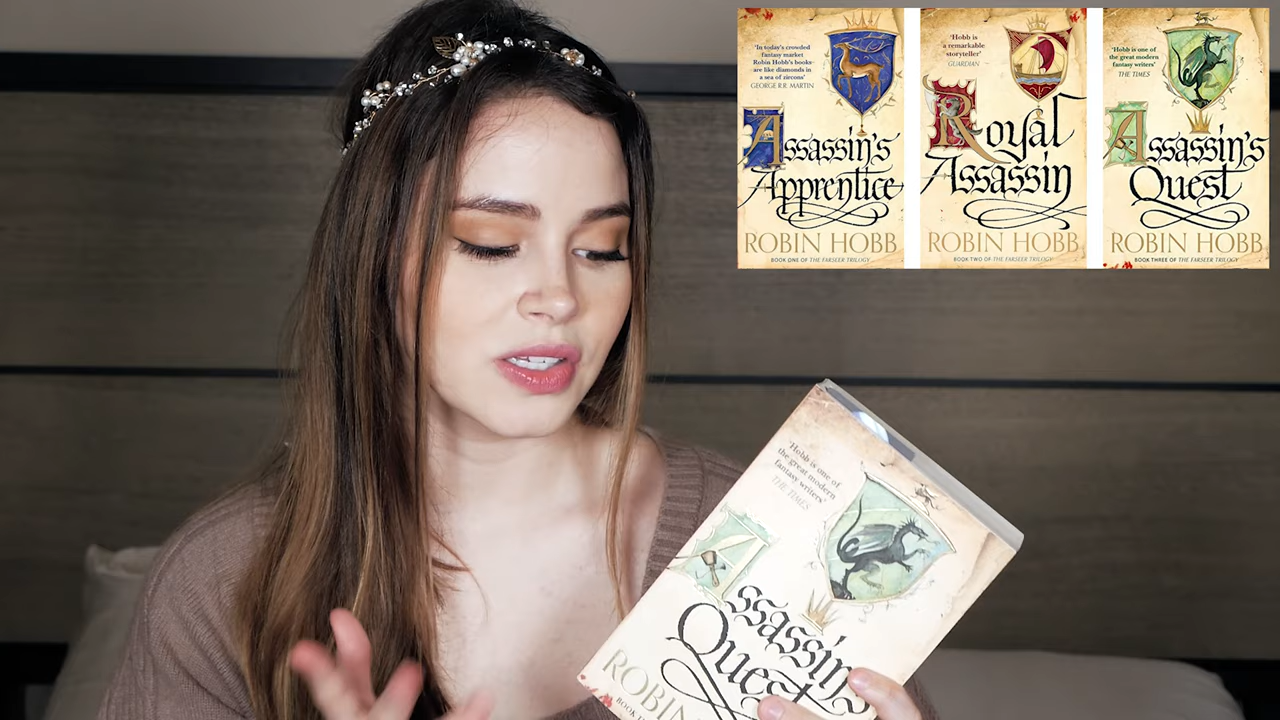 'In today's crowded
fantasy market
Robin Hobb's books
are like diamonds in
a sea of zircons'
GEORGE R.R. MARTIN
Assassin's
Apprentice
ROBIN HOBB
BOOK ONE OF THE FARSEER TRILOGY
'Hobb is
a remarkable
storyteller'
GUARDIAN
Royal
Assassin
ROBIN HOBB
BOOK TWO OF THE FARSEER TRILOGY
'Hobb is one of
the great modern
fantasy writers'
THE TIMES
Assassin's
Quest
ROBIN HOBB
BOOK THREE OF THE FARSEER TRILOGY
'Hobb is one of
the great modern
fantasy writers'
THE TIMES
Assassin's
Quest
ROBIN
BOOK